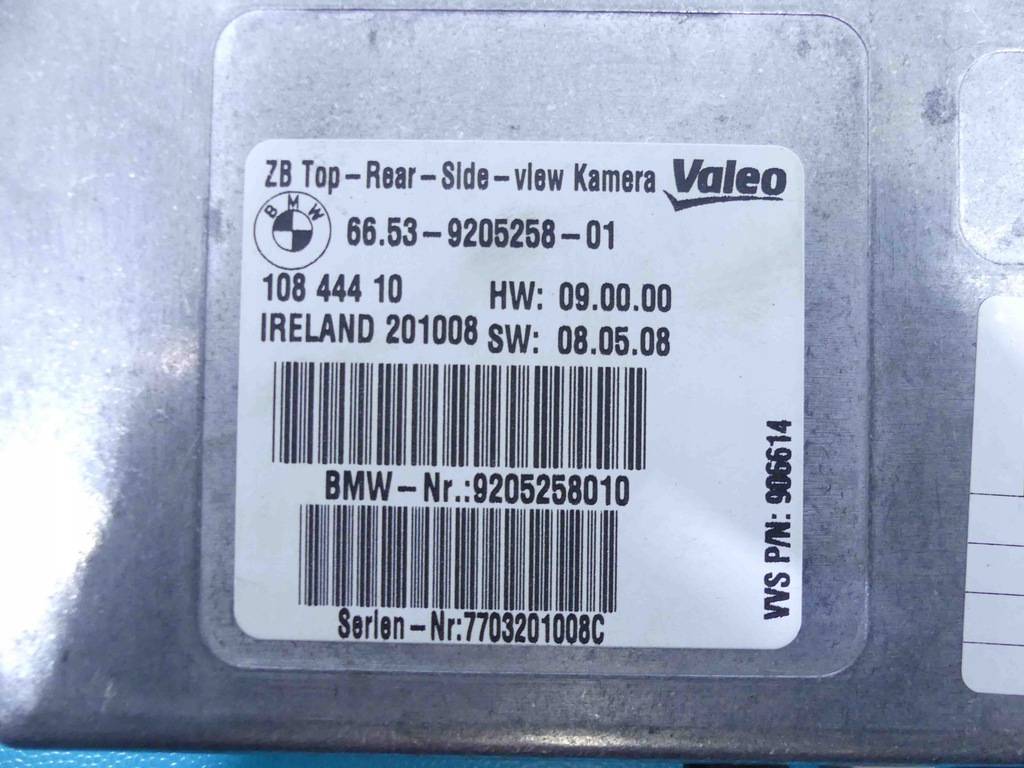 ZB Top-Rear-Side-view Kamera Valeo
BMW 66.53-9205258-01
108 444 10 HW: 09.00.00
IRELAND 201008 SW: 08.05.08
BMW-Nr.:9205258010
Serien-Nr:7703201008C
VVS P/N: 906614